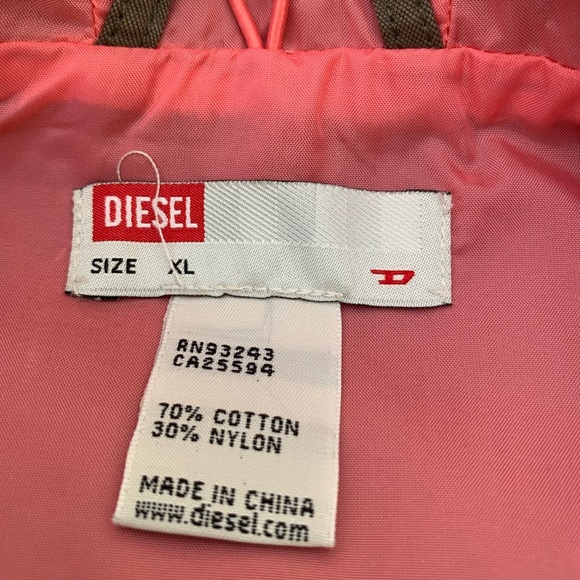 DIESEL
SIZE XL
RN93243
CA25594
70% COTTON
30% NYLON
MADE IN CHINA
www.diesel.com